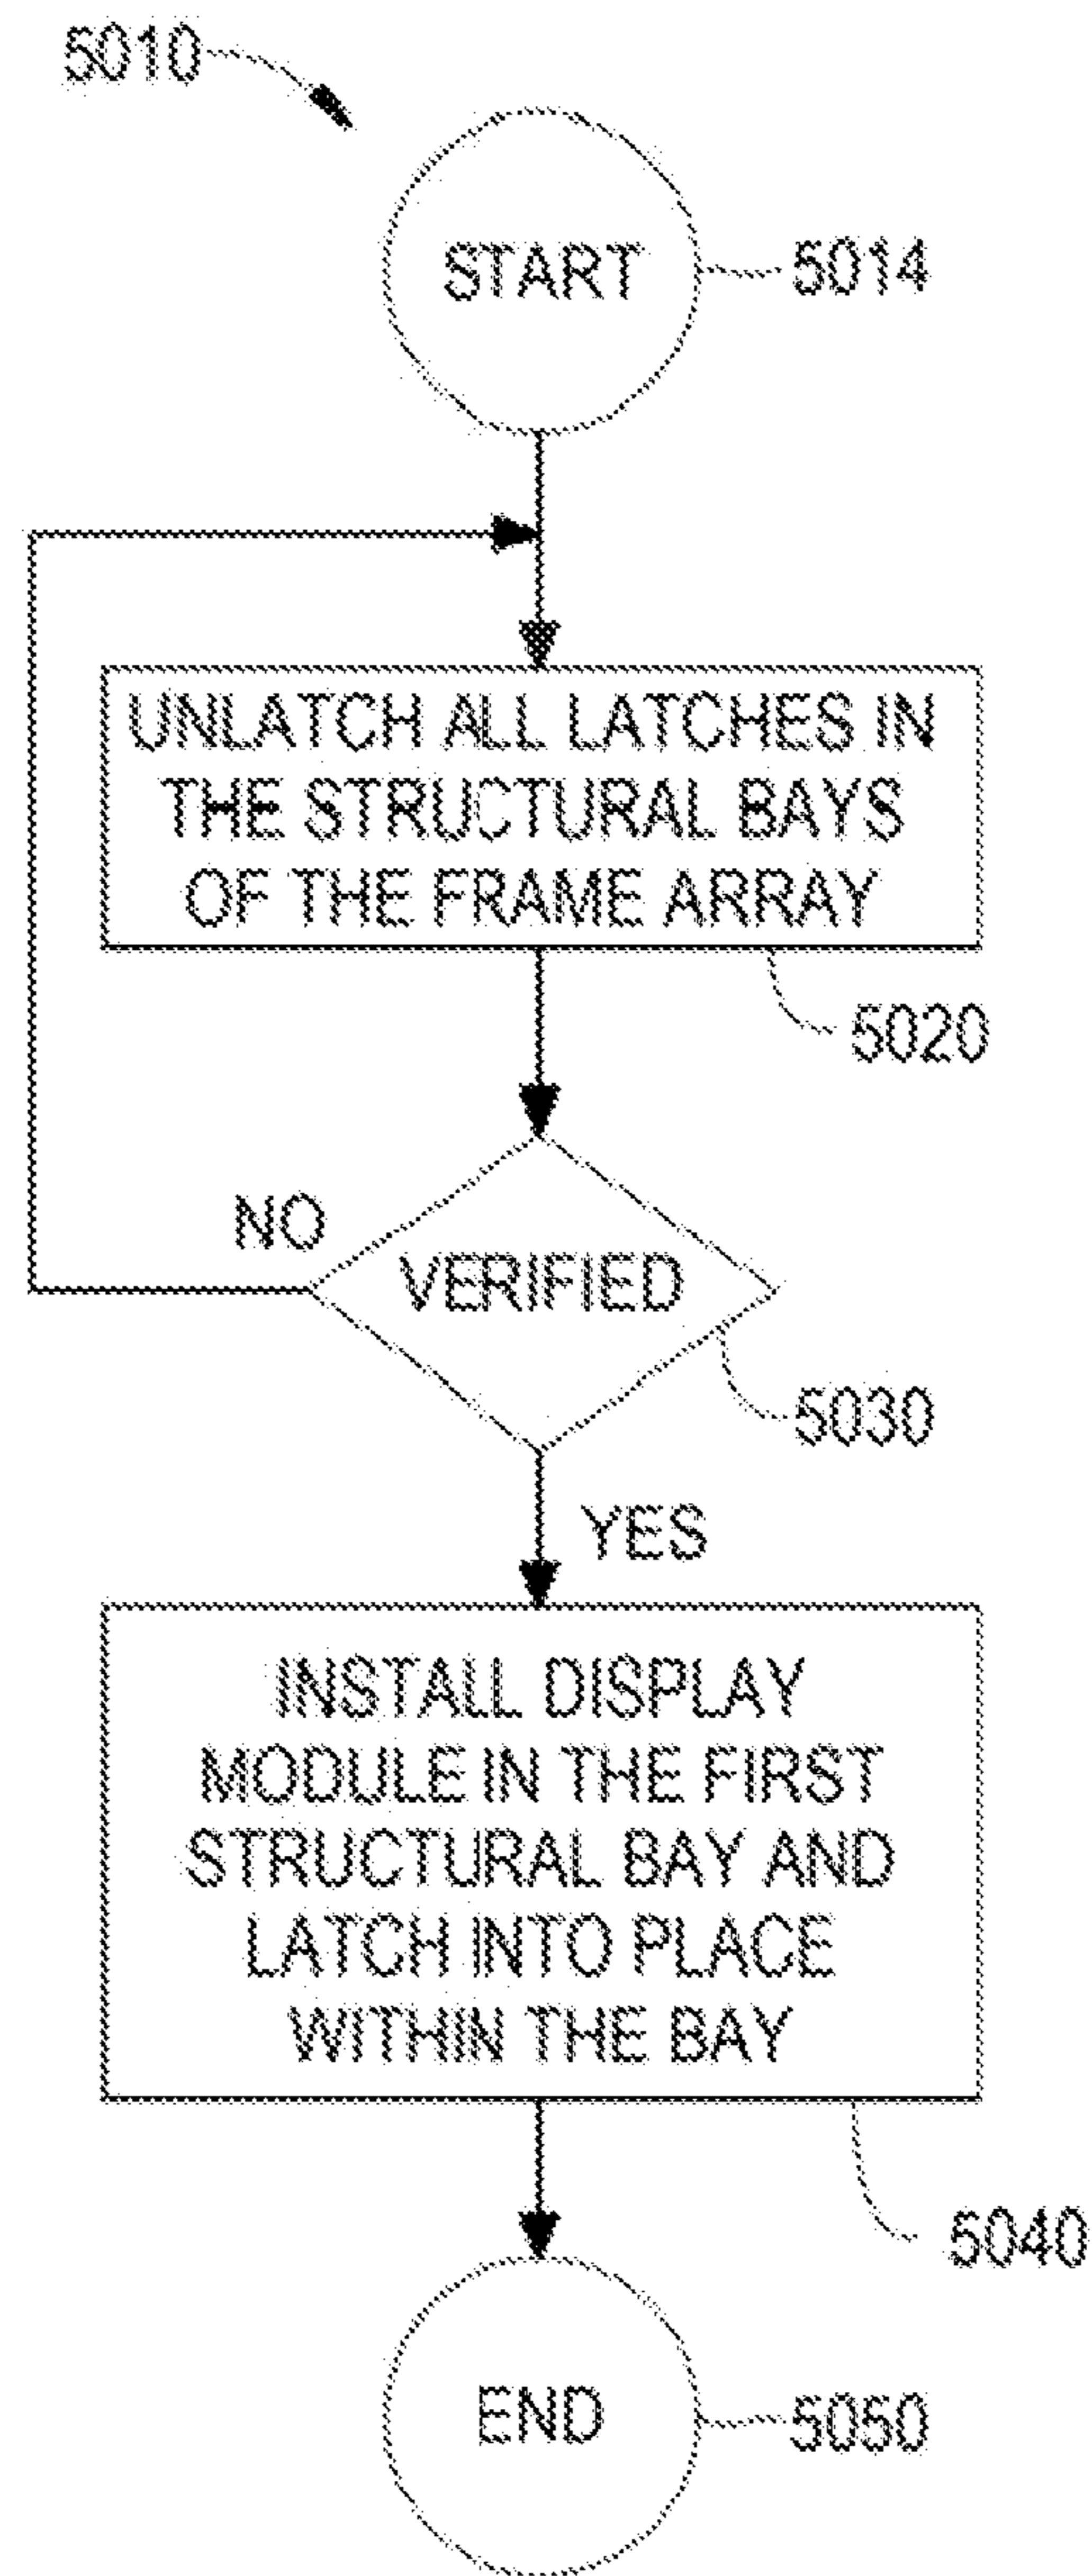 5010
START
5014
UNLATCH ALL LATCHES IN
THE STRUCTURAL BAYS
OF THE FRAME ARRAY
5020
NO
VERIFIED
5030
YES
INSTALL DISPLAY
MODULE IN THE FIRST
STRUCTURAL BAY AND
LATCH INTO PLACE
WITHIN THE BAY
5040
END
5050